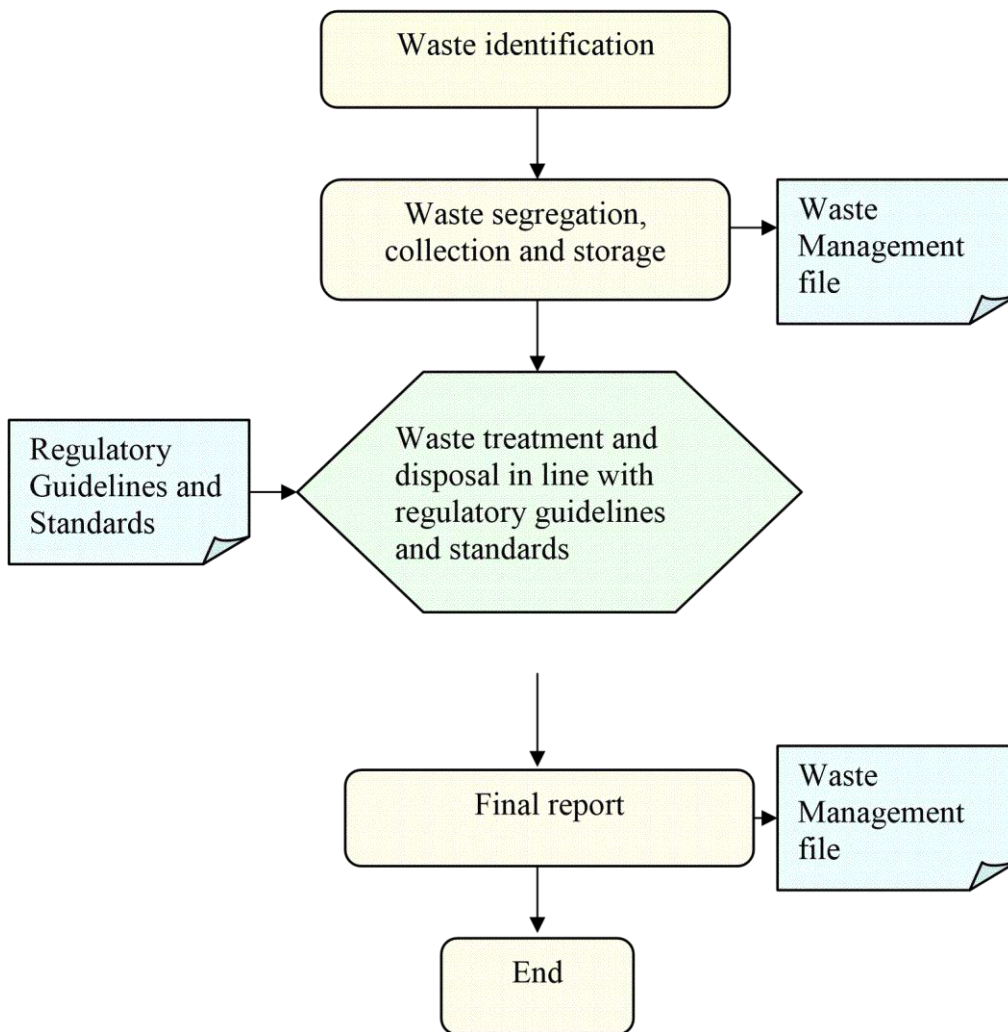 Waste identification
Waste segregation,
collection and storage
Waste
Management
file
Regulatory
Guidelines and
Standards
Waste treatment and
disposal in line with
regulatory guidelines
and standards
Final report
Waste
Management
file
End